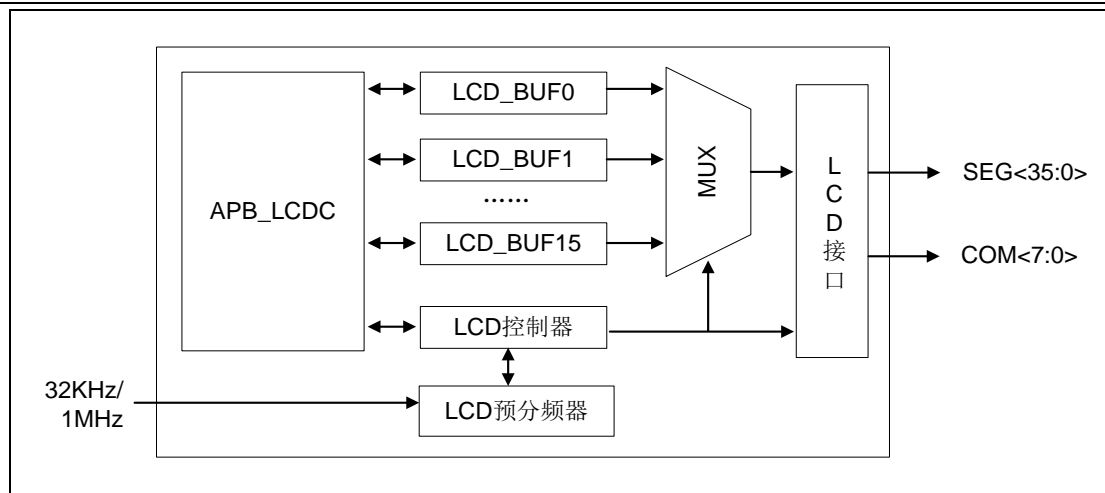 LCD_BUF0
LCD_BUF1
……
LCD_BUF15
APB_LCDC
MUX
L
C
D
接
口
SEG<35:0>
COM<7:0>
LCD控制器
LCD预分频器
32KHz/
1MHz